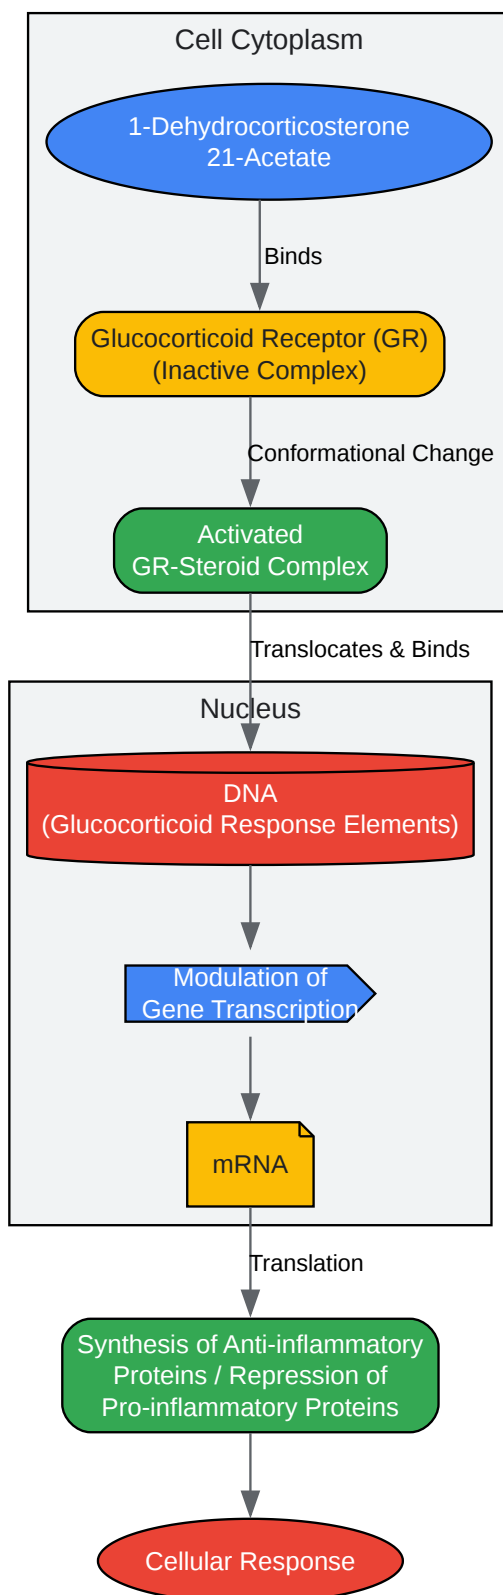 Cell Cytoplasm
1-Dehydrocorticosterone
21-Acetate
Binds
Glucocorticoid Receptor (GR)
(Inactive Complex)
Conformational Change
Activated
GR-Steroid Complex
Translocates & Binds
Nucleus
DNA
(Glucocorticoid Response Elements)
Modulation of
Gene Transcription
mRNA
Translation
Synthesis of Anti-inflammatory
Proteins / Repression of
Pro-inflammatory Proteins
Cellular Response